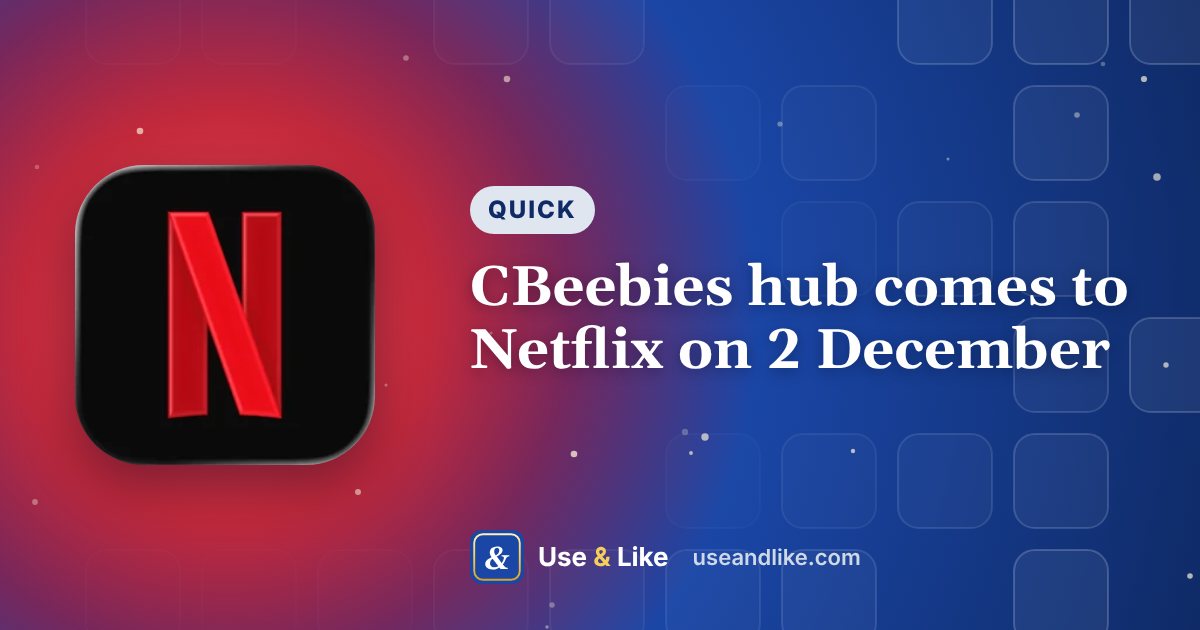 N
QUICK
CBeebies hub comes to
Netflix on 2 December
& Use & Like useandlike.com